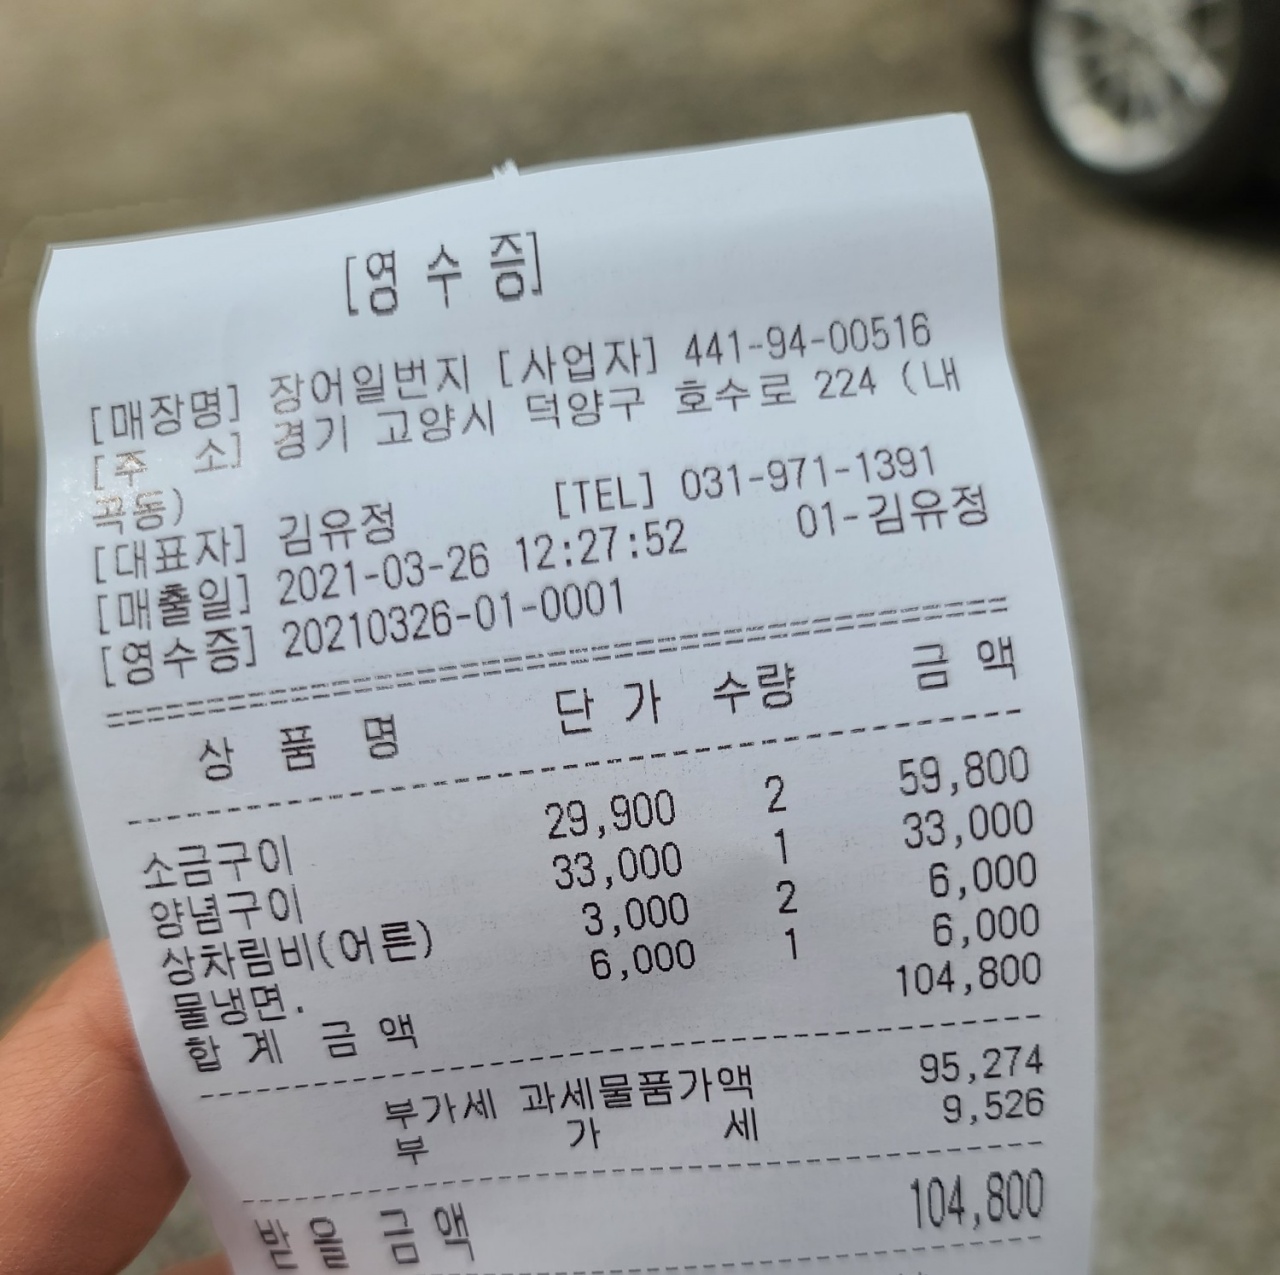 [영 수 증]
[매장명] 장어일번지 [사업자] 441-94-00516
[주 소] 경기 고양시 덕양구 호수로 224 (내
곡동)
[대표자] 김유정 [TEL] 031-971-1391
[매출일] 2021-03-26 12:27:52 01-김유정
[영수증] 20210326-01-0001
상 품 명 단 가 수량 금 액
소금구이 29,900 2 59,800
양념구이 33,000 1 33,000
상차림비(어른) 3,000 2 6,000
물냉면. 6,000 1 6,000
합 계 금 액 104,800
부가세 과세물품가액 95,274
부 가 세 9,526
받 을 금 액 104,800